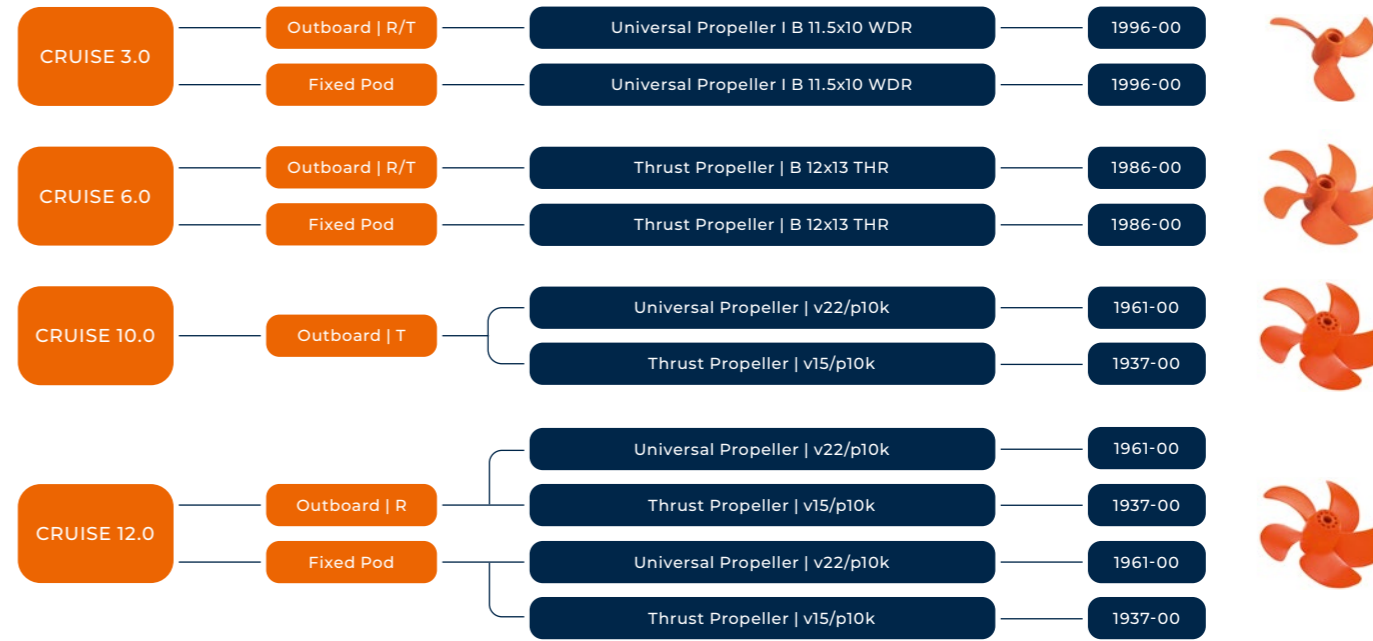 CRUISE 3.0
Outboard | R/T
Universal Propeller I B 11.5x10 WDR
1996-00
Fixed Pod
Universal Propeller I B 11.5x10 WDR
1996-00
CRUISE 6.0
Outboard | R/T
Thrust Propeller | B 12x13 THR
1986-00
Fixed Pod
Thrust Propeller | B 12x13 THR
1986-00
CRUISE 10.0
Outboard | T
Universal Propeller | v22/p10k
1961-00
Thrust Propeller | v15/p10k
1937-00
CRUISE 12.0
Outboard | R
Universal Propeller | v22/p10k
1961-00
Thrust Propeller | v15/p10k
1937-00
Fixed Pod
Universal Propeller | v22/p10k
1961-00
Thrust Propeller | v15/p10k
1937-00